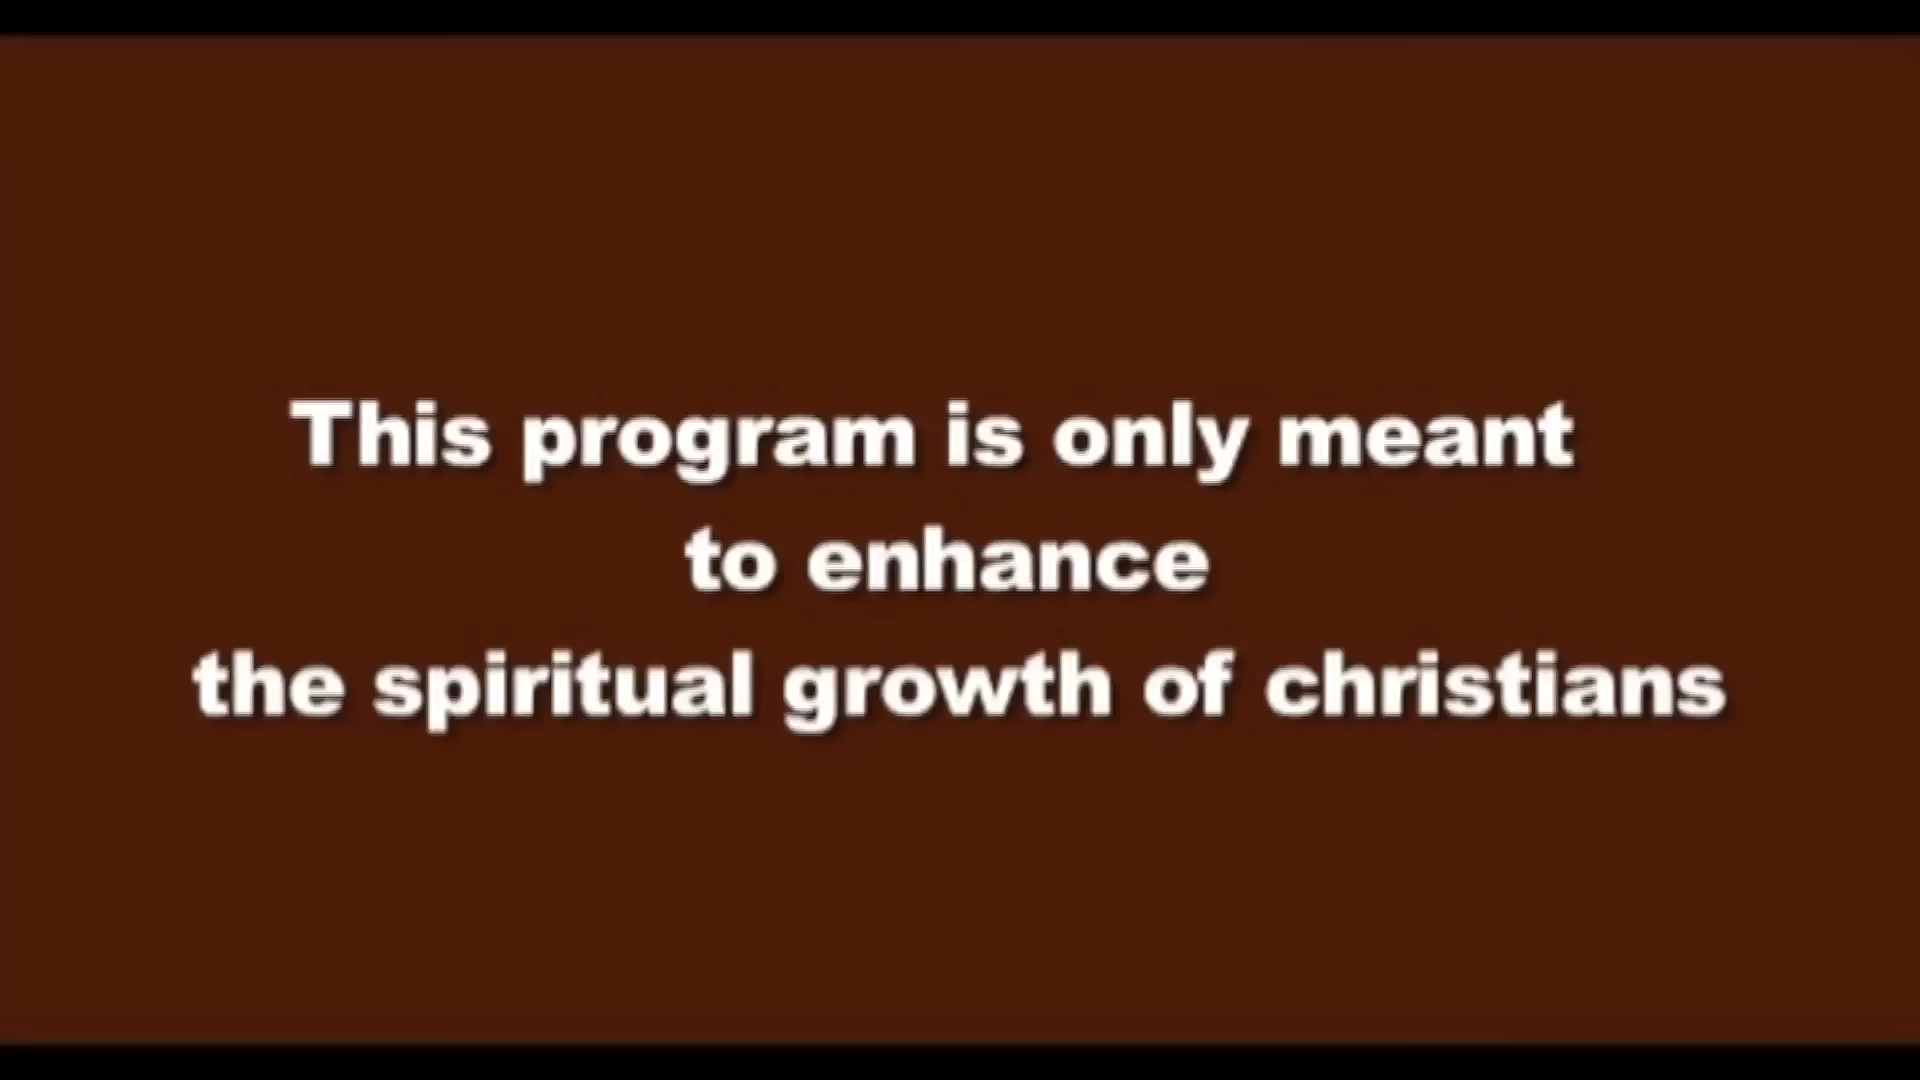 This program is only meant
to enhance
the spiritual growth of christians